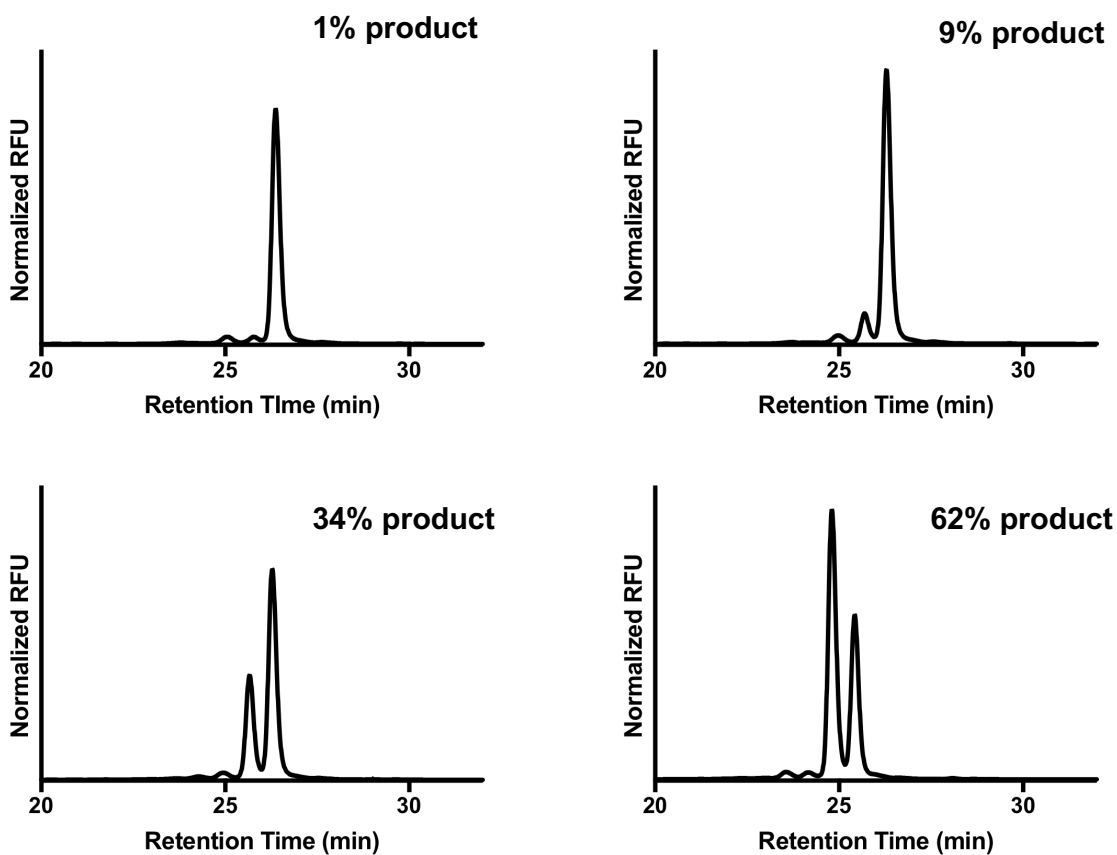 1% product
Normalized RFU
20 25 30
Retention TIme (min)
9% product
Normalized RFU
20 25 30
Retention Time (min)
34% product
Normalized RFU
20 25 30
Retention Time (min)
62% product
Normalized RFU
20 25 30
Retention Time (min)